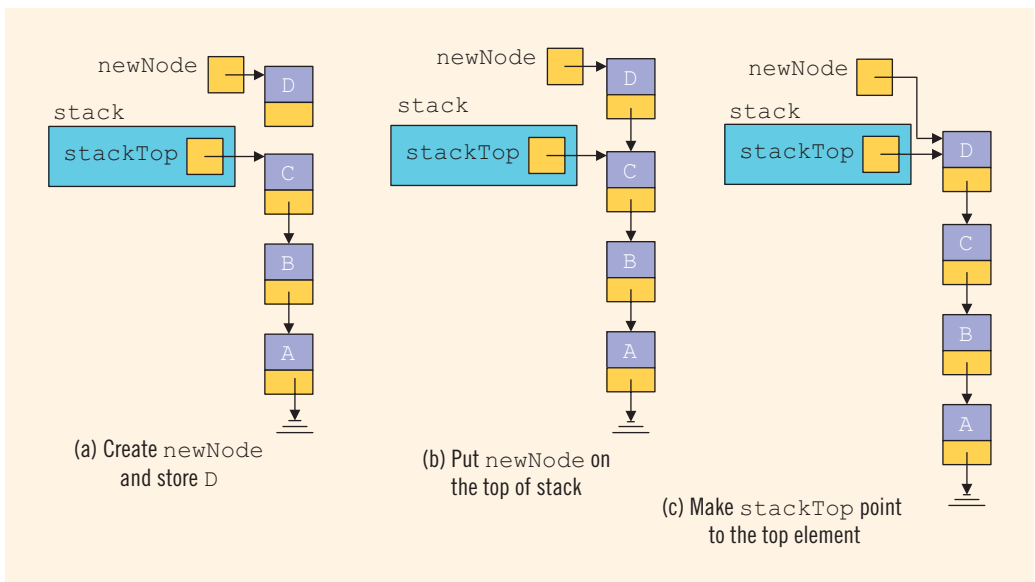 newNode
D
stack
stackTop
C
B
A
(a) Create newNode
and store D
newNode
D
stack
stackTop
C
B
A
(b) Put newNode on
the top of stack
newNode
stack
stackTop
D
C
B
A
(c) Make stackTop point
to the top element